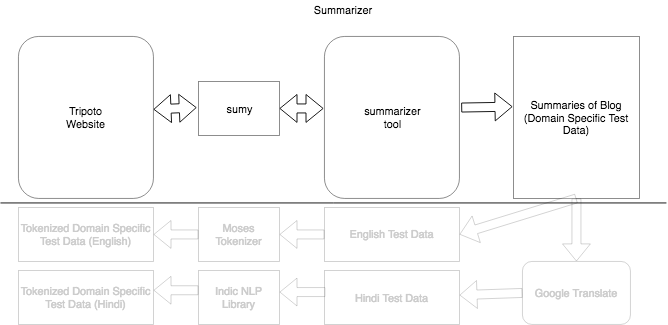 Summarizer
Tripoto
Website
sumy
summarizer
tool
Summaries of Blog
(Domain Specific Test
Data)
Tokenized Domain Specific
Test Data (English)
Moses
Tokenizer
English Test Data
Tokenized Domain Specific
Test Data (Hindi)
Indic NLP
Library
Hindi Test Data
Google Translate